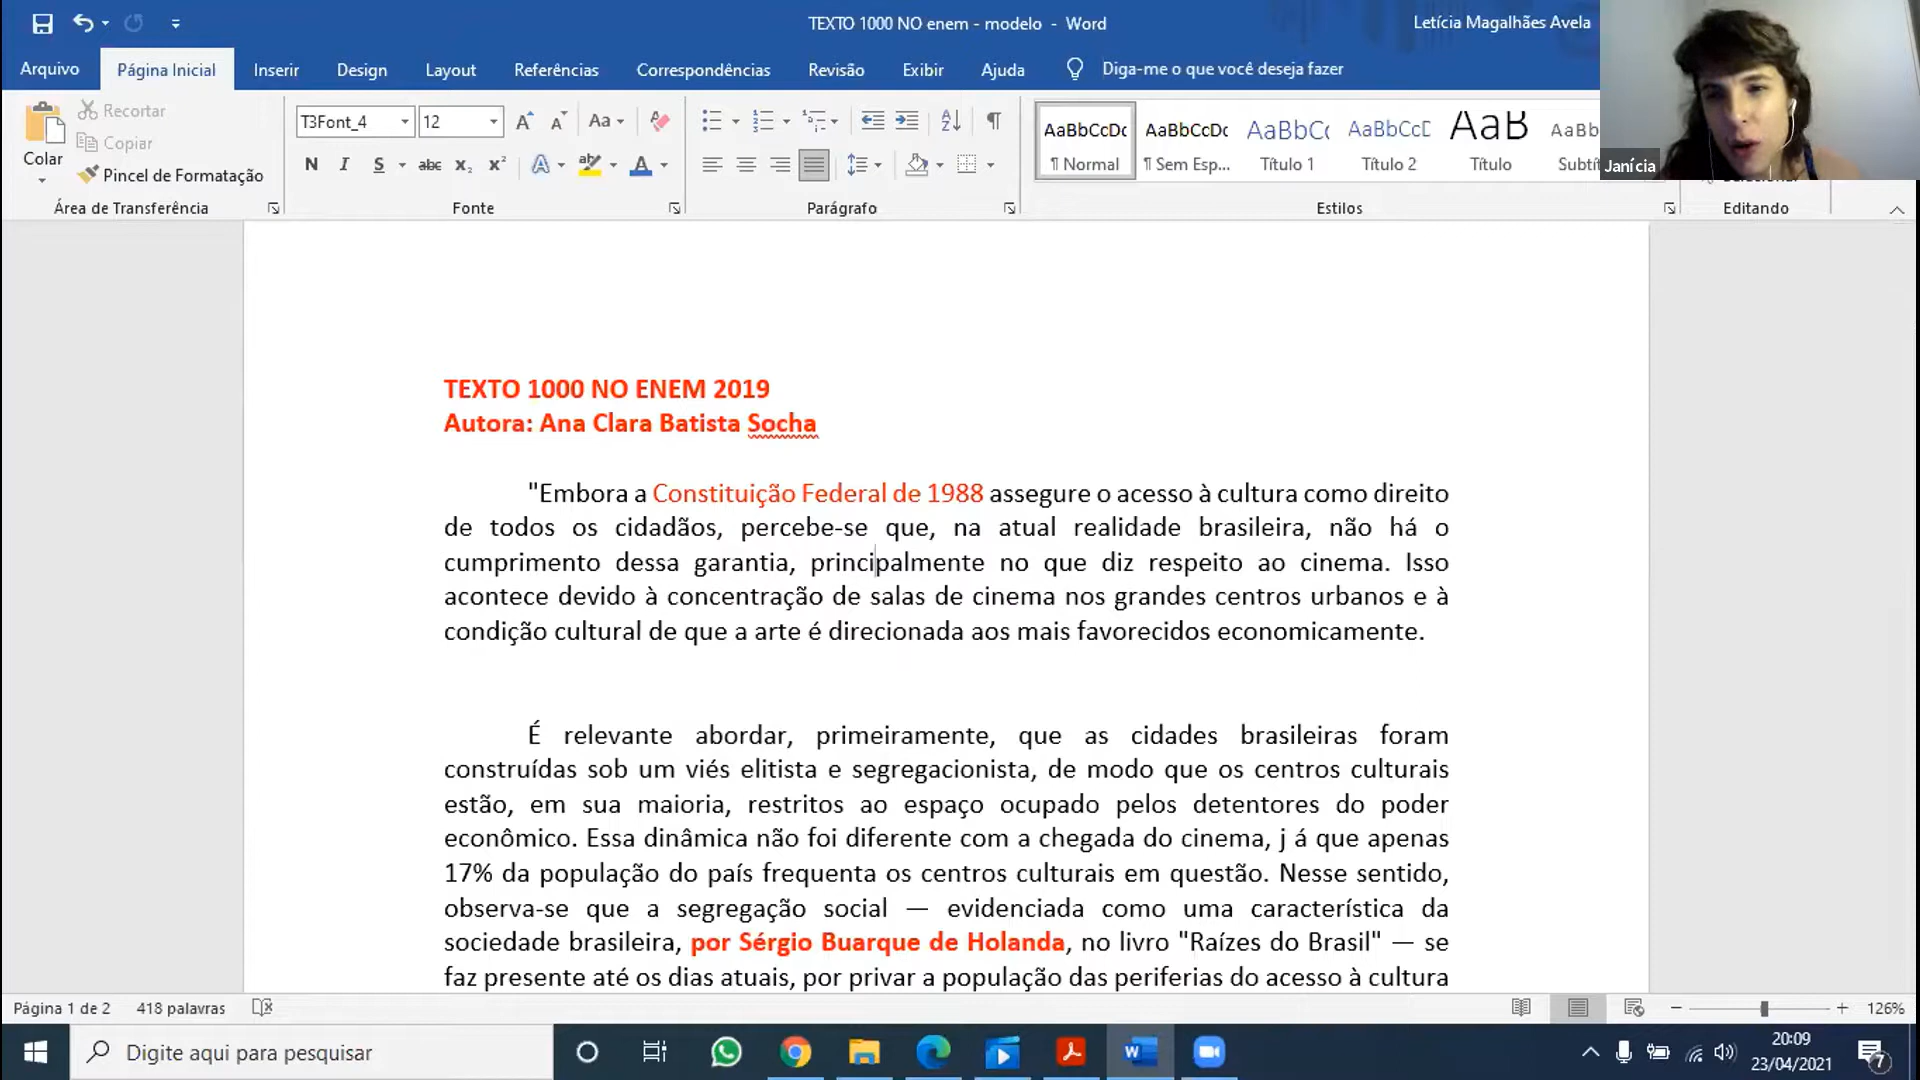 TEXTO 1000 NO enem - modelo - Word
Letícia Magalhães Avela
Arquivo Página Inicial Inserir Design Layout Referências Correspondências Revisão Exibir Ajuda Diga-me o que você deseja fazer
Colar
Recortar
Copiar
Pincel de Formatação
Área de Transferência
T3Font_4 12 Aa
N I S abc x₂ x² A A
Fonte
Parágrafo
AaBbCcDc AaBbCcDc AaBbCc AaBbCcD AaB AaBb
¶ Normal ¶ Sem Esp... Título 1 Título 2 Título
Estilos
Editando
Janícia
TEXTO 1000 NO ENEM 2019
Autora: Ana Clara Batista Socha
"Embora a Constituição Federal de 1988 assegure o acesso à cultura como direito
de todos os cidadãos, percebe-se que, na atual realidade brasileira, não há o
cumprimento dessa garantia, principalmente no que diz respeito ao cinema. Isso
acontece devido à concentração de salas de cinema nos grandes centros urbanos e à
condição cultural de que a arte é direcionada aos mais favorecidos economicamente.
É relevante abordar, primeiramente, que as cidades brasileiras foram
construídas sob um viés elitista e segregacionista, de modo que os centros culturais
estão, em sua maioria, restritos ao espaço ocupado pelos detentores do poder
econômico. Essa dinâmica não foi diferente com a chegada do cinema, j á que apenas
17% da população do país frequenta os centros culturais em questão. Nesse sentido,
observa-se que a segregação social — evidenciada como uma característica da
sociedade brasileira, por Sérgio Buarque de Holanda, no livro "Raízes do Brasil" — se
faz presente até os dias atuais, por privar a população das periferias do acesso à cultura
Página 1 de 2 418 palavras 126%
Digite aqui para pesquisar
20:09
23/04/2021
7